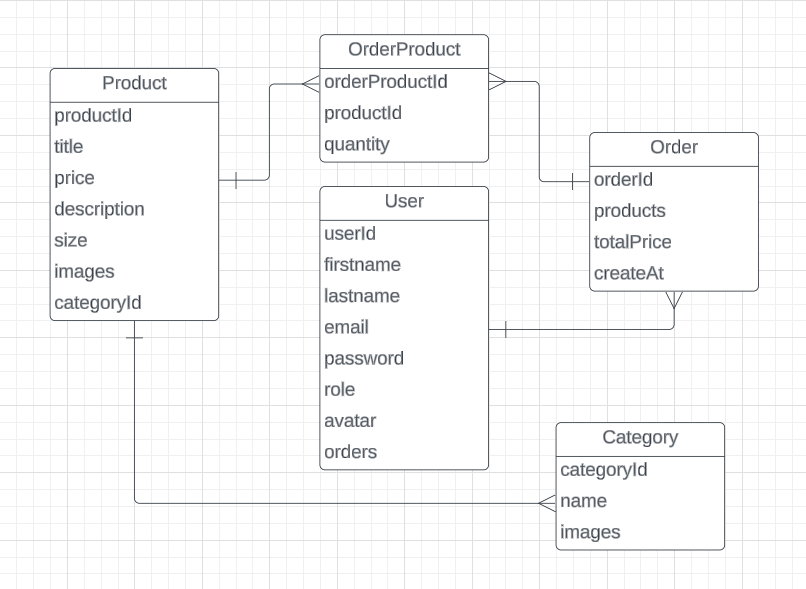 Product
productId
title
price
description
size
images
categoryId
OrderProduct
orderProductId
productId
quantity
User
userId
firstname
lastname
email
password
role
avatar
orders
Order
orderId
products
totalPrice
createAt
Category
categoryId
name
images